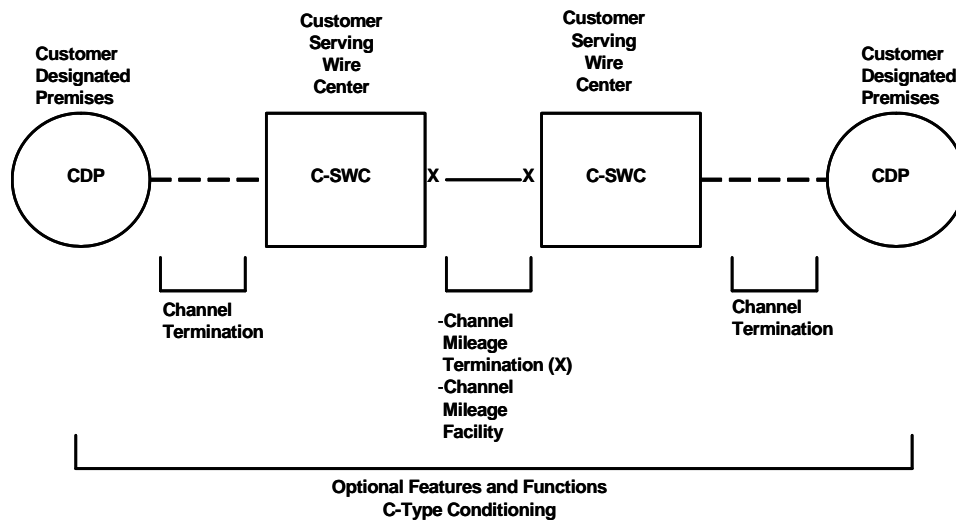 Customer
Serving
Wire
Center
Customer
Serving
Wire
Center
Customer
Designated
Premises
Customer
Designated
Premises
CDP
C-SWC
X
X
C-SWC
CDP
Channel
Termination
-Channel
Mileage
Termination (X)
-Channel
Mileage
Facility
Channel
Termination
Optional Features and Functions
C-Type Conditioning